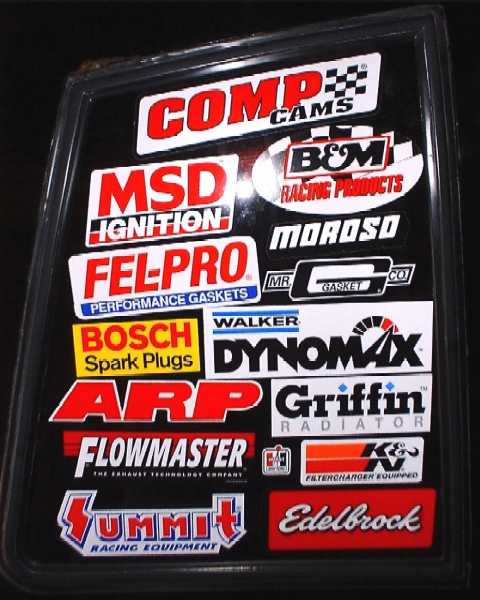 COMP
CAMS
MSD
IGNITION
B&M
RACING PRODUCTS
MOROSO
FEL-PRO
PERFORMANCE GASKETS
MR. G CO.
GASKET
BOSCH
Spark Plugs
WALKER
DYNOMAX
ARP
Griffin
RADIATOR
FLOWMASTER
THE EXHAUST TECHNOLOGY COMPANY
K&N
FILTERCHARGER EQUIPPED
Summit
RACING EQUIPMENT
Edelbrock